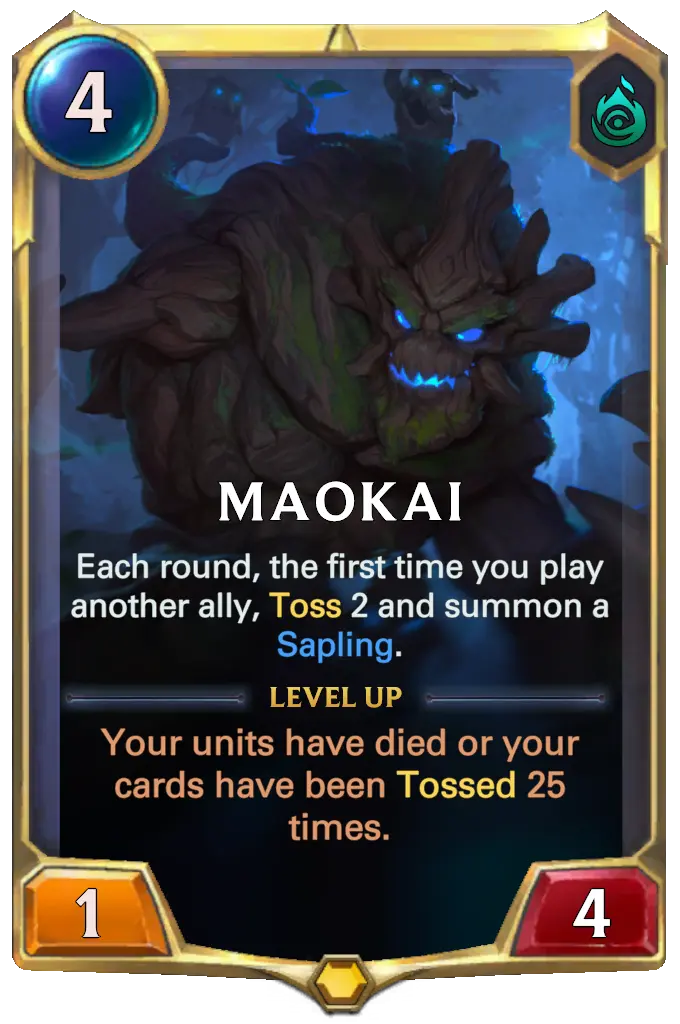 4
MAOKAI
Each round, the first time you play
another ally, Toss 2 and summon a
Sapling.
LEVEL UP
Your units have died or your
cards have been Tossed 25
times.
1
4